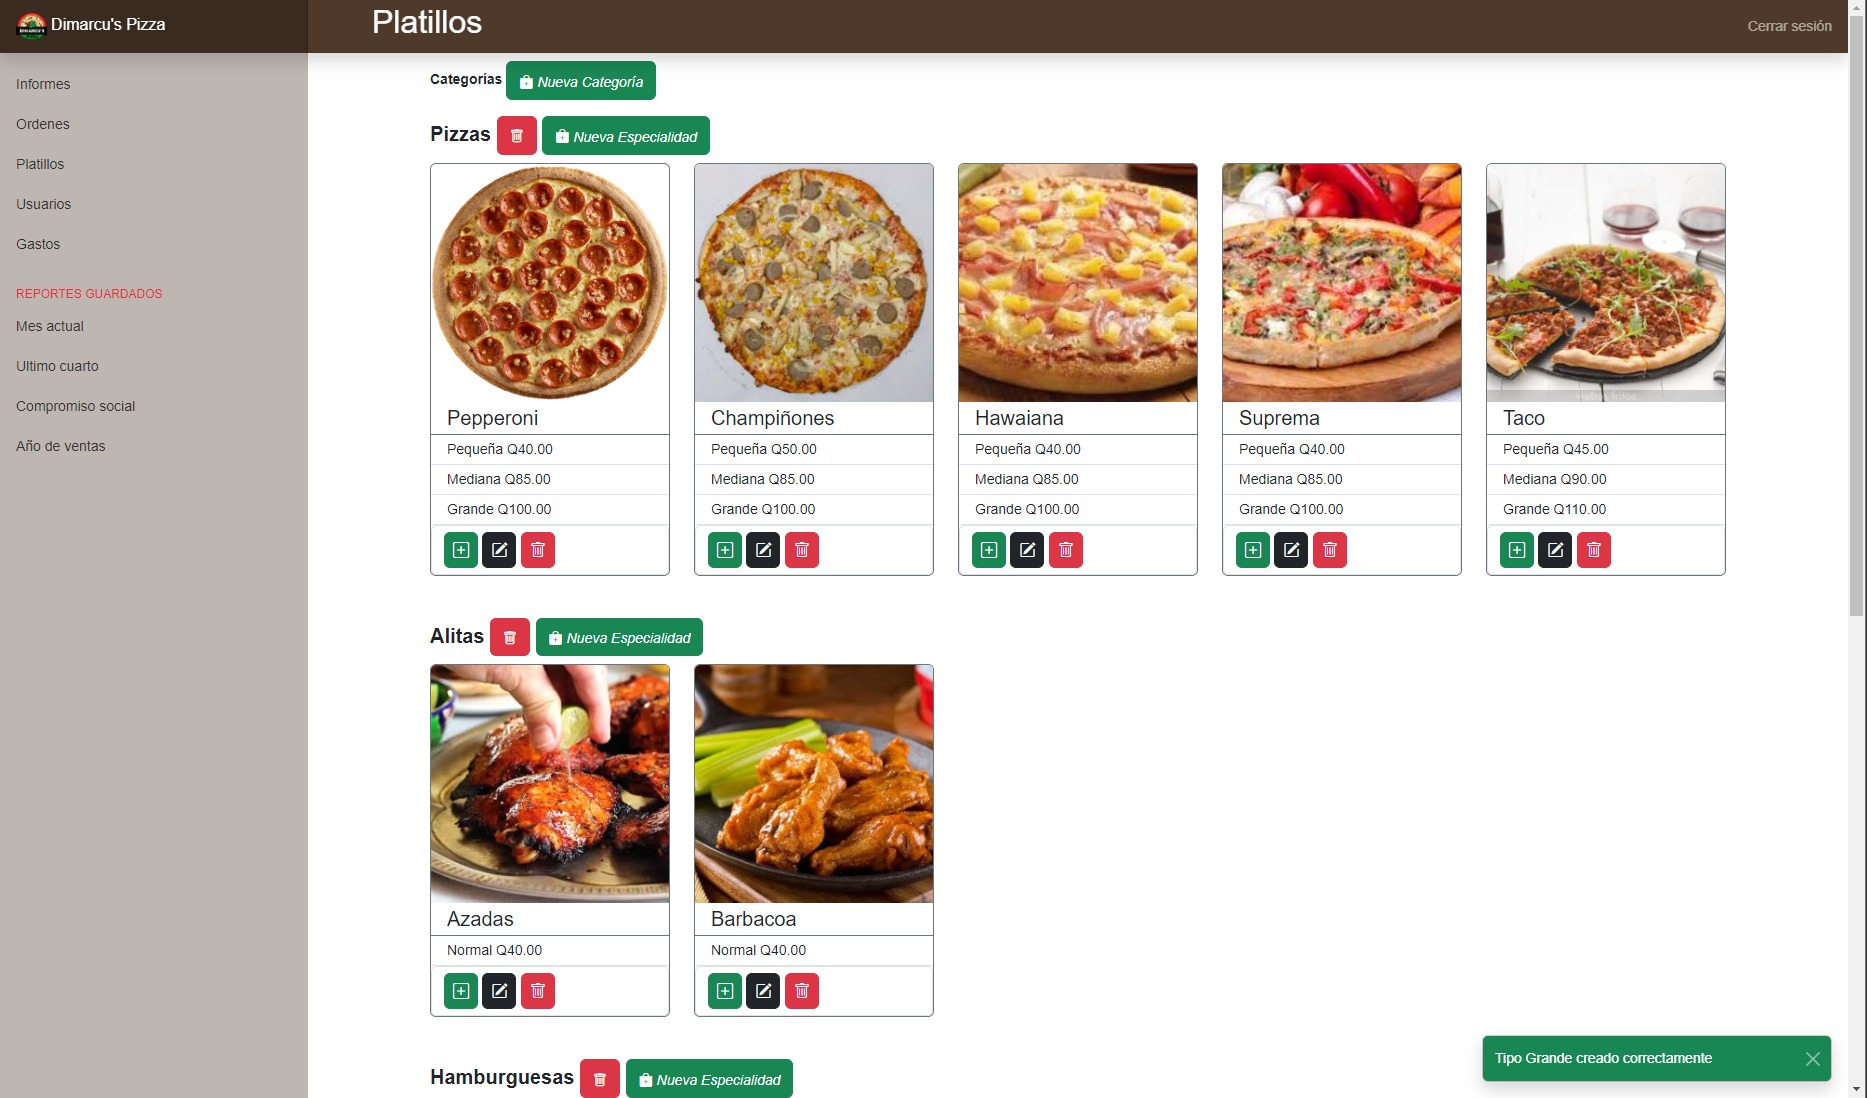 Dimarcu's Pizza
Platillos
Cerrar sesión
Informes
Ordenes
Platillos
Usuarios
Gastos
REPORTES GUARDADOS
Mes actual
Ultimo cuarto
Compromiso social
Año de ventas
Categorías Nueva Categoría
Pizzas Nueva Especialidad
Pepperoni
Pequeña Q40.00
Mediana Q85.00
Grande Q100.00
Champiñones
Pequeña Q50.00
Mediana Q85.00
Grande Q100.00
Hawaiana
Pequeña Q40.00
Mediana Q85.00
Grande Q100.00
Suprema
Pequeña Q40.00
Mediana Q85.00
Grande Q100.00
Taco
Pequeña Q45.00
Mediana Q90.00
Grande Q110.00
Alitas Nueva Especialidad
Azadas
Normal Q40.00
Barbacoa
Normal Q40.00
Hamburguesas Nueva Especialidad
Tipo Grande creado correctamente